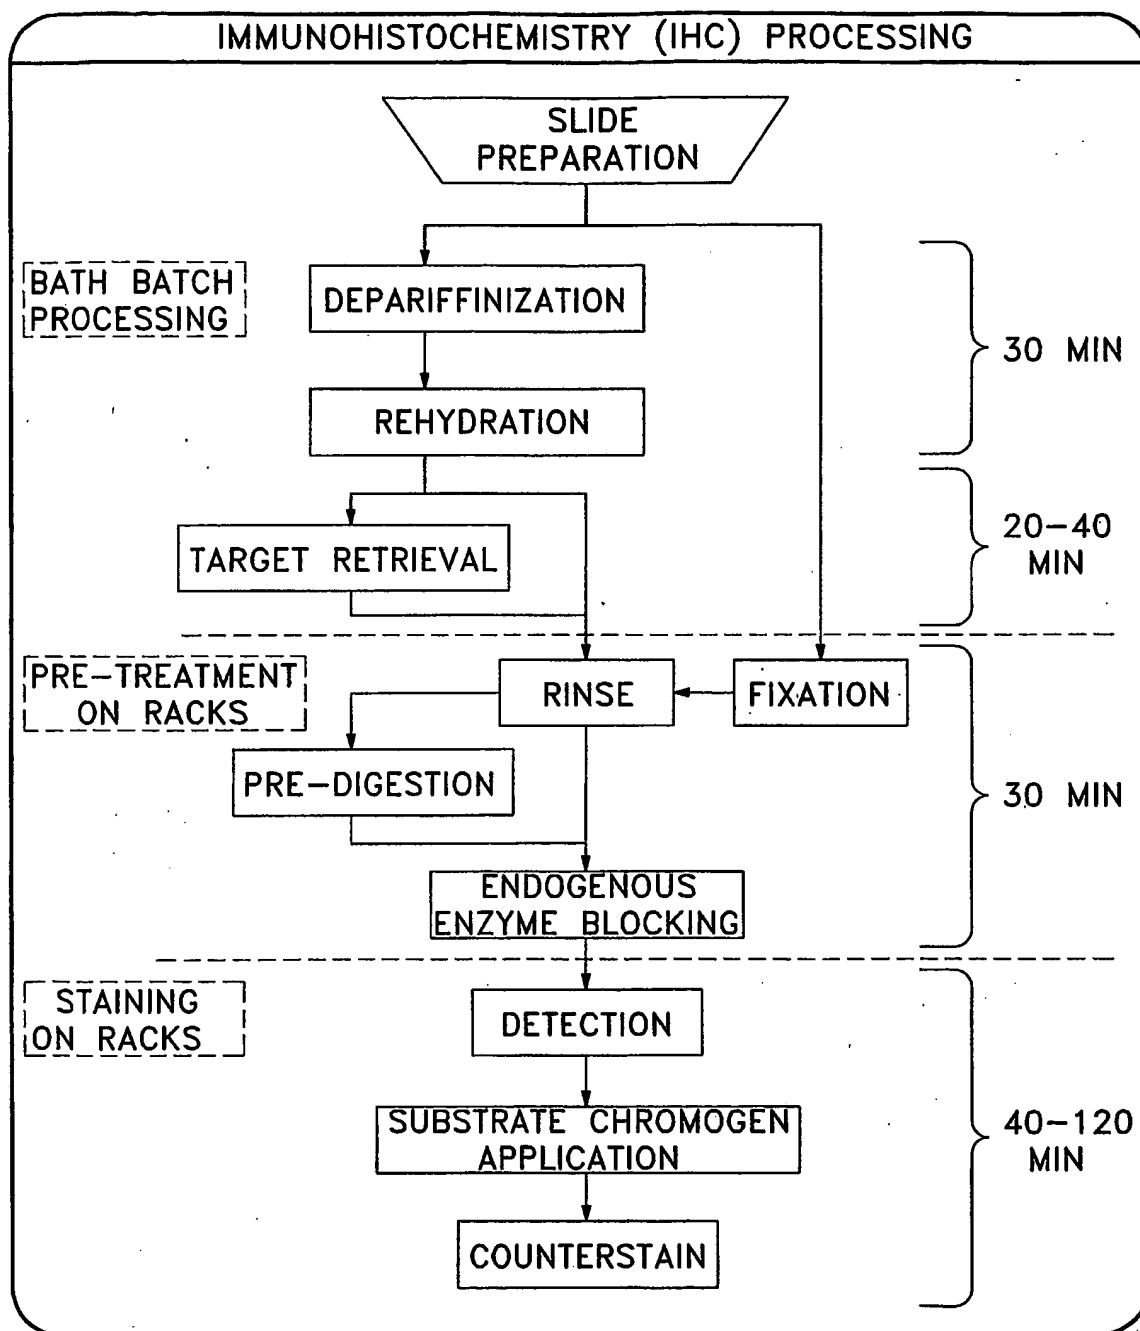 IMMUNOHISTOCHEMISTRY (IHC) PROCESSING
SLIDE
PREPARATION
BATH BATCH
PROCESSING
DEPARIFFINIZATION
30 MIN
REHYDRATION
TARGET RETRIEVAL
20-40
MIN
PRE-TREATMENT
ON RACKS
RINSE
FIXATION
PRE-DIGESTION
30 MIN
ENDOGENOUS
ENZYME BLOCKING
STAINING
ON RACKS
DETECTION
SUBSTRATE CHROMOGEN
APPLICATION
40-120
MIN
COUNTERSTAIN